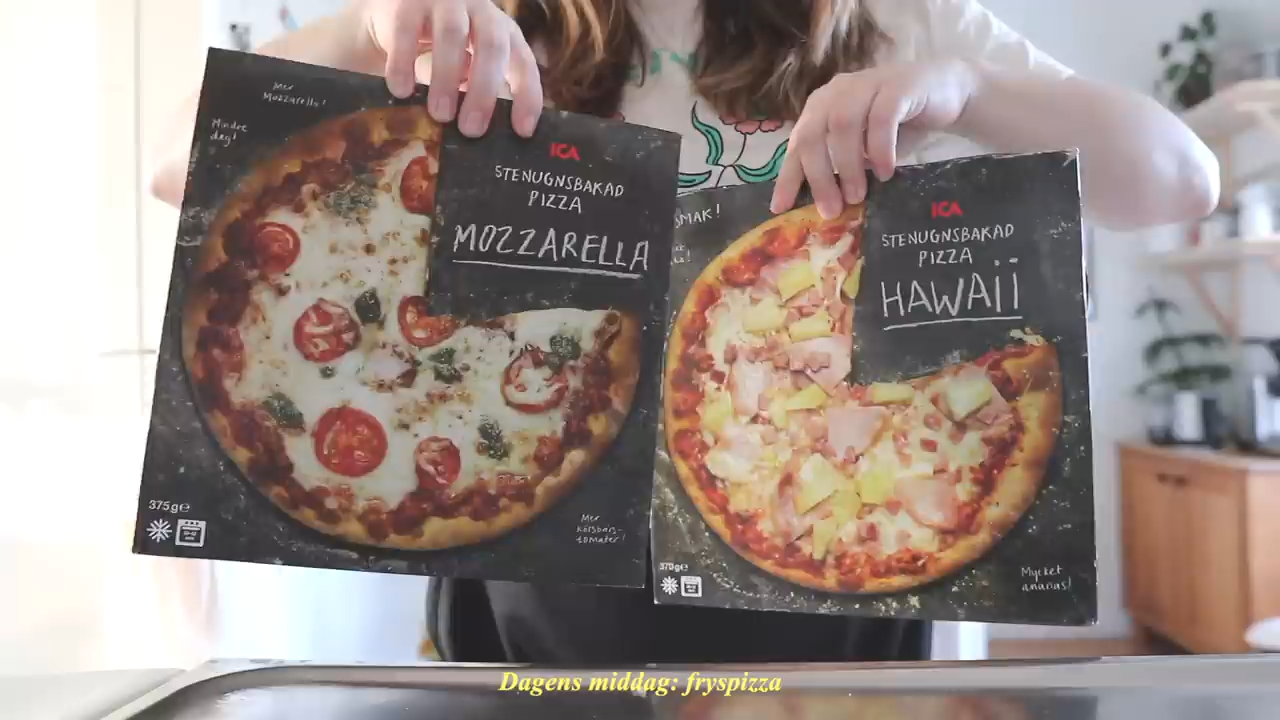 Mer
Mozzarella!
Mindre
deg!
ICA
STENUGNSBAKAD
PIZZA
MOZZARELLA
375g℮
Mer
körsbärs-
tomater!
SMAK!
ICA
STENUGNSBAKAD
PIZZA
HAWAII
370g℮
Mycket
ananas!
Dagens middag: fryspizza